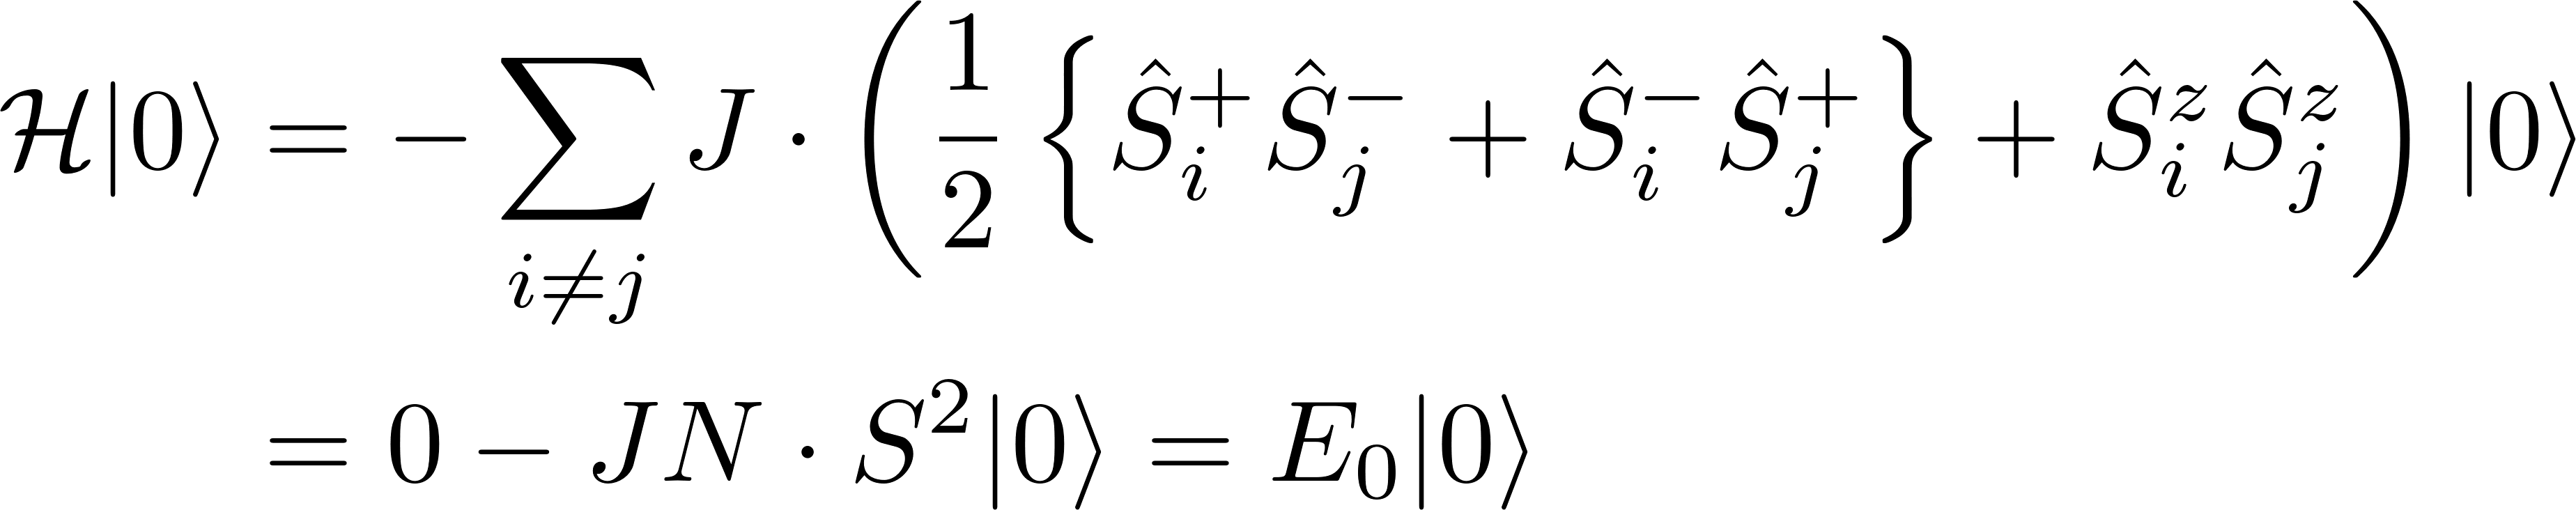 \mathcal{H}|0\rangle = -\sum_{i \neq j} J \cdot \left( \frac{1}{2} \left\{ \hat{S}_i^+ \hat{S}_j^- + \hat{S}_i^- \hat{S}_j^+ \right\} + \hat{S}_i^z \hat{S}_j^z \right) |0\rangle
= 0 - JN \cdot S^2 |0\rangle = E_0 |0\rangle